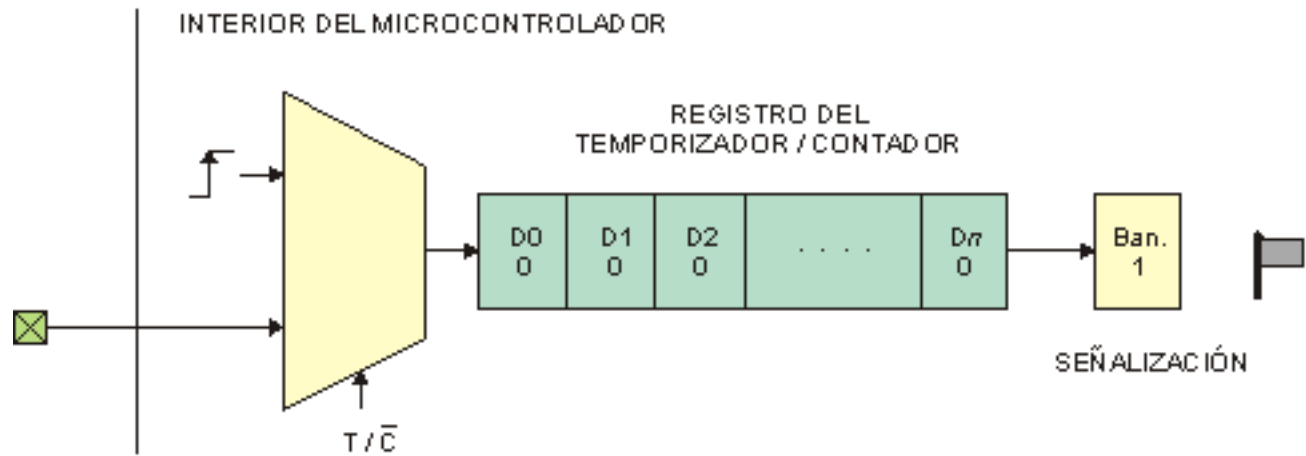 INTERIOR DEL MICROCONTROLADOR
REGISTRO DEL
TEMPORIZADOR / CONTADOR
D0 D1 D2 · · · · Dn
0 0 0 0
Ban.
1
SEÑALIZACIÓN
T / C̅